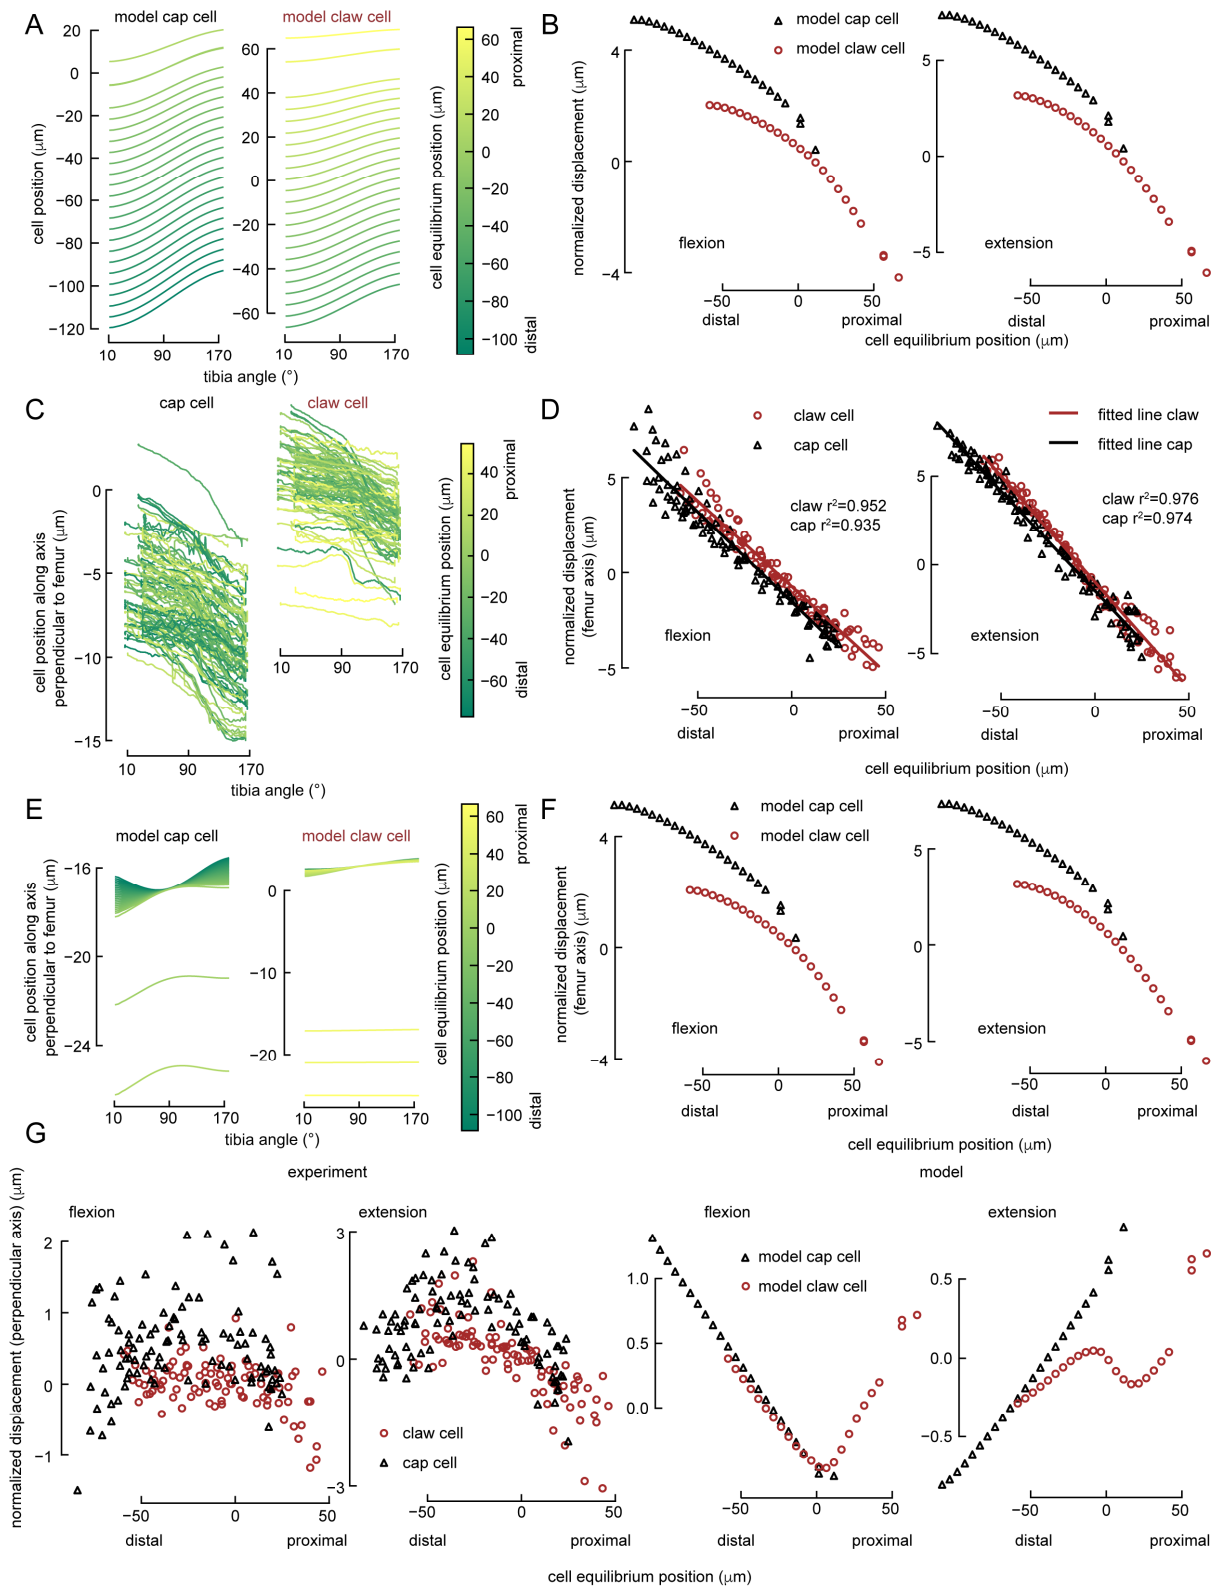 A
model cap cell
model claw cell
cell position (μm)
20
0
−20
−40
−60
−80
−100
−120
60
40
20
0
−20
−40
−60
10
90
170
10
90
170
tibia angle (°)
cell equilibrium position (μm)
proximal
distal
60
40
20
0
−20
−40
−60
−80
−100
B
model cap cell
model claw cell
normalized displacement (μm)
4
0
−4
flexion
−50
0
50
distal
proximal
5
0
−5
extension
−50
0
50
distal
proximal
cell equilibrium position (μm)
C
cap cell
claw cell
cell position along axis
perpendicular to femur (μm)
0
−5
−10
−15
10
90
170
10
90
170
tibia angle (°)
cell equilibrium position (μm)
proximal
distal
40
20
0
−20
−40
−60
D
claw cell
cap cell
fitted line claw
fitted line cap
normalized displacement
(femur axis) (μm)
5
0
−5
claw r²=0.952
cap r²=0.935
flexion
−50
0
50
distal
proximal
5
0
−5
claw r²=0.976
cap r²=0.974
extension
−50
0
50
distal
proximal
cell equilibrium position (μm)
E
model cap cell
model claw cell
cell position along axis
perpendicular to femur (μm)
−16
−20
−24
0
−10
−20
10
90
170
10
90
170
tibia angle (°)
cell equilibrium position (μm)
proximal
distal
60
40
20
0
−20
−40
−60
−80
−100
F
model cap cell
model claw cell
normalized displacement
(femur axis) (μm)
4
0
−4
flexion
−50
0
50
distal
proximal
5
0
−5
extension
−50
0
50
distal
proximal
cell equilibrium position (μm)
G
experiment
model
normalized displacement (perpendicular axis) (μm)
flexion
2
1
0
−1
−50
0
50
distal
proximal
extension
3
0
−3
claw cell
cap cell
−50
0
50
distal
proximal
flexion
model cap cell
model claw cell
1.0
0.5
0.0
−50
0
50
distal
proximal
extension
0.5
0.0
−0.5
−50
0
50
distal
proximal
cell equilibrium position (μm)